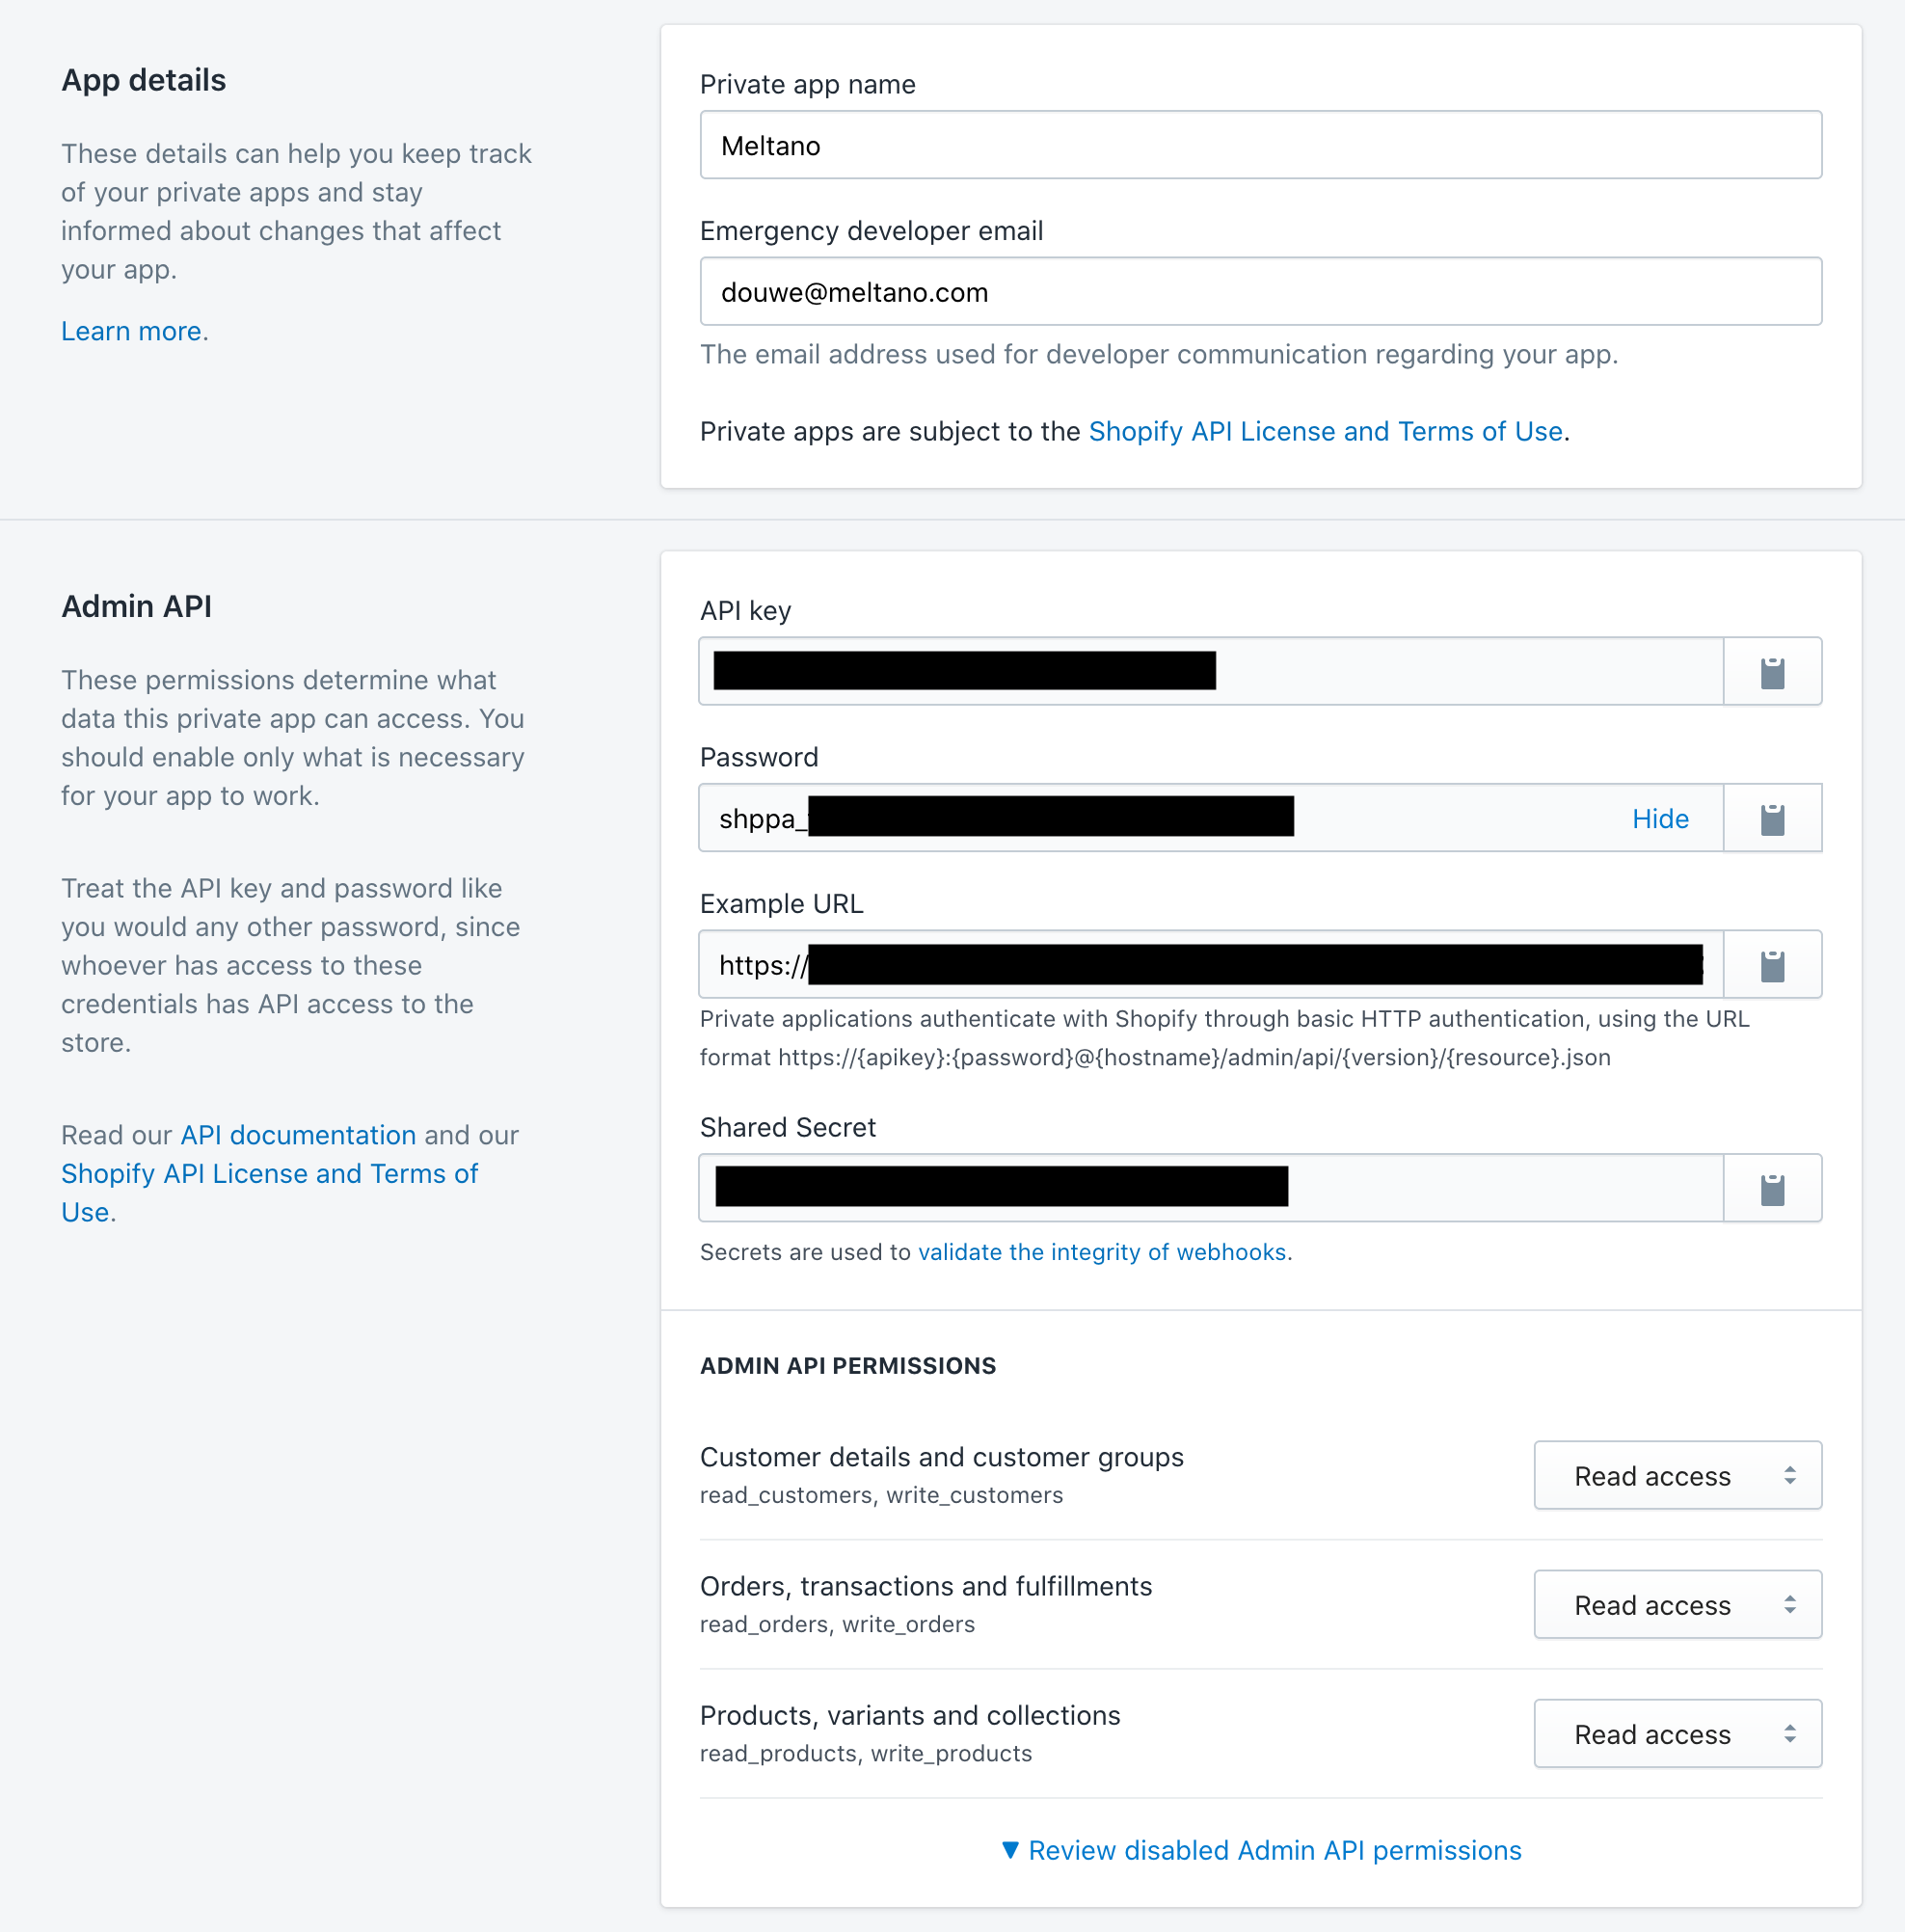 App details
These details can help you keep track
of your private apps and stay
informed about changes that affect
your app.
Learn more.
Private app name
Meltano
Emergency developer email
douwe@meltano.com
The email address used for developer communication regarding your app.
Private apps are subject to the Shopify API License and Terms of Use.
Admin API
These permissions determine what
data this private app can access. You
should enable only what is necessary
for your app to work.
Treat the API key and password like
you would any other password, since
whoever has access to these
credentials has API access to the
store.
Read our API documentation and our
Shopify API License and Terms of
Use.
API key
Password
shppa_
Hide
Example URL
https://
Private applications authenticate with Shopify through basic HTTP authentication, using the URL
format https://{apikey}:{password}@{hostname}/admin/api/{version}/{resource}.json
Shared Secret
Secrets are used to validate the integrity of webhooks.
ADMIN API PERMISSIONS
Customer details and customer groups
read_customers, write_customers
Read access
Orders, transactions and fulfillments
read_orders, write_orders
Read access
Products, variants and collections
read_products, write_products
Read access
▼ Review disabled Admin API permissions